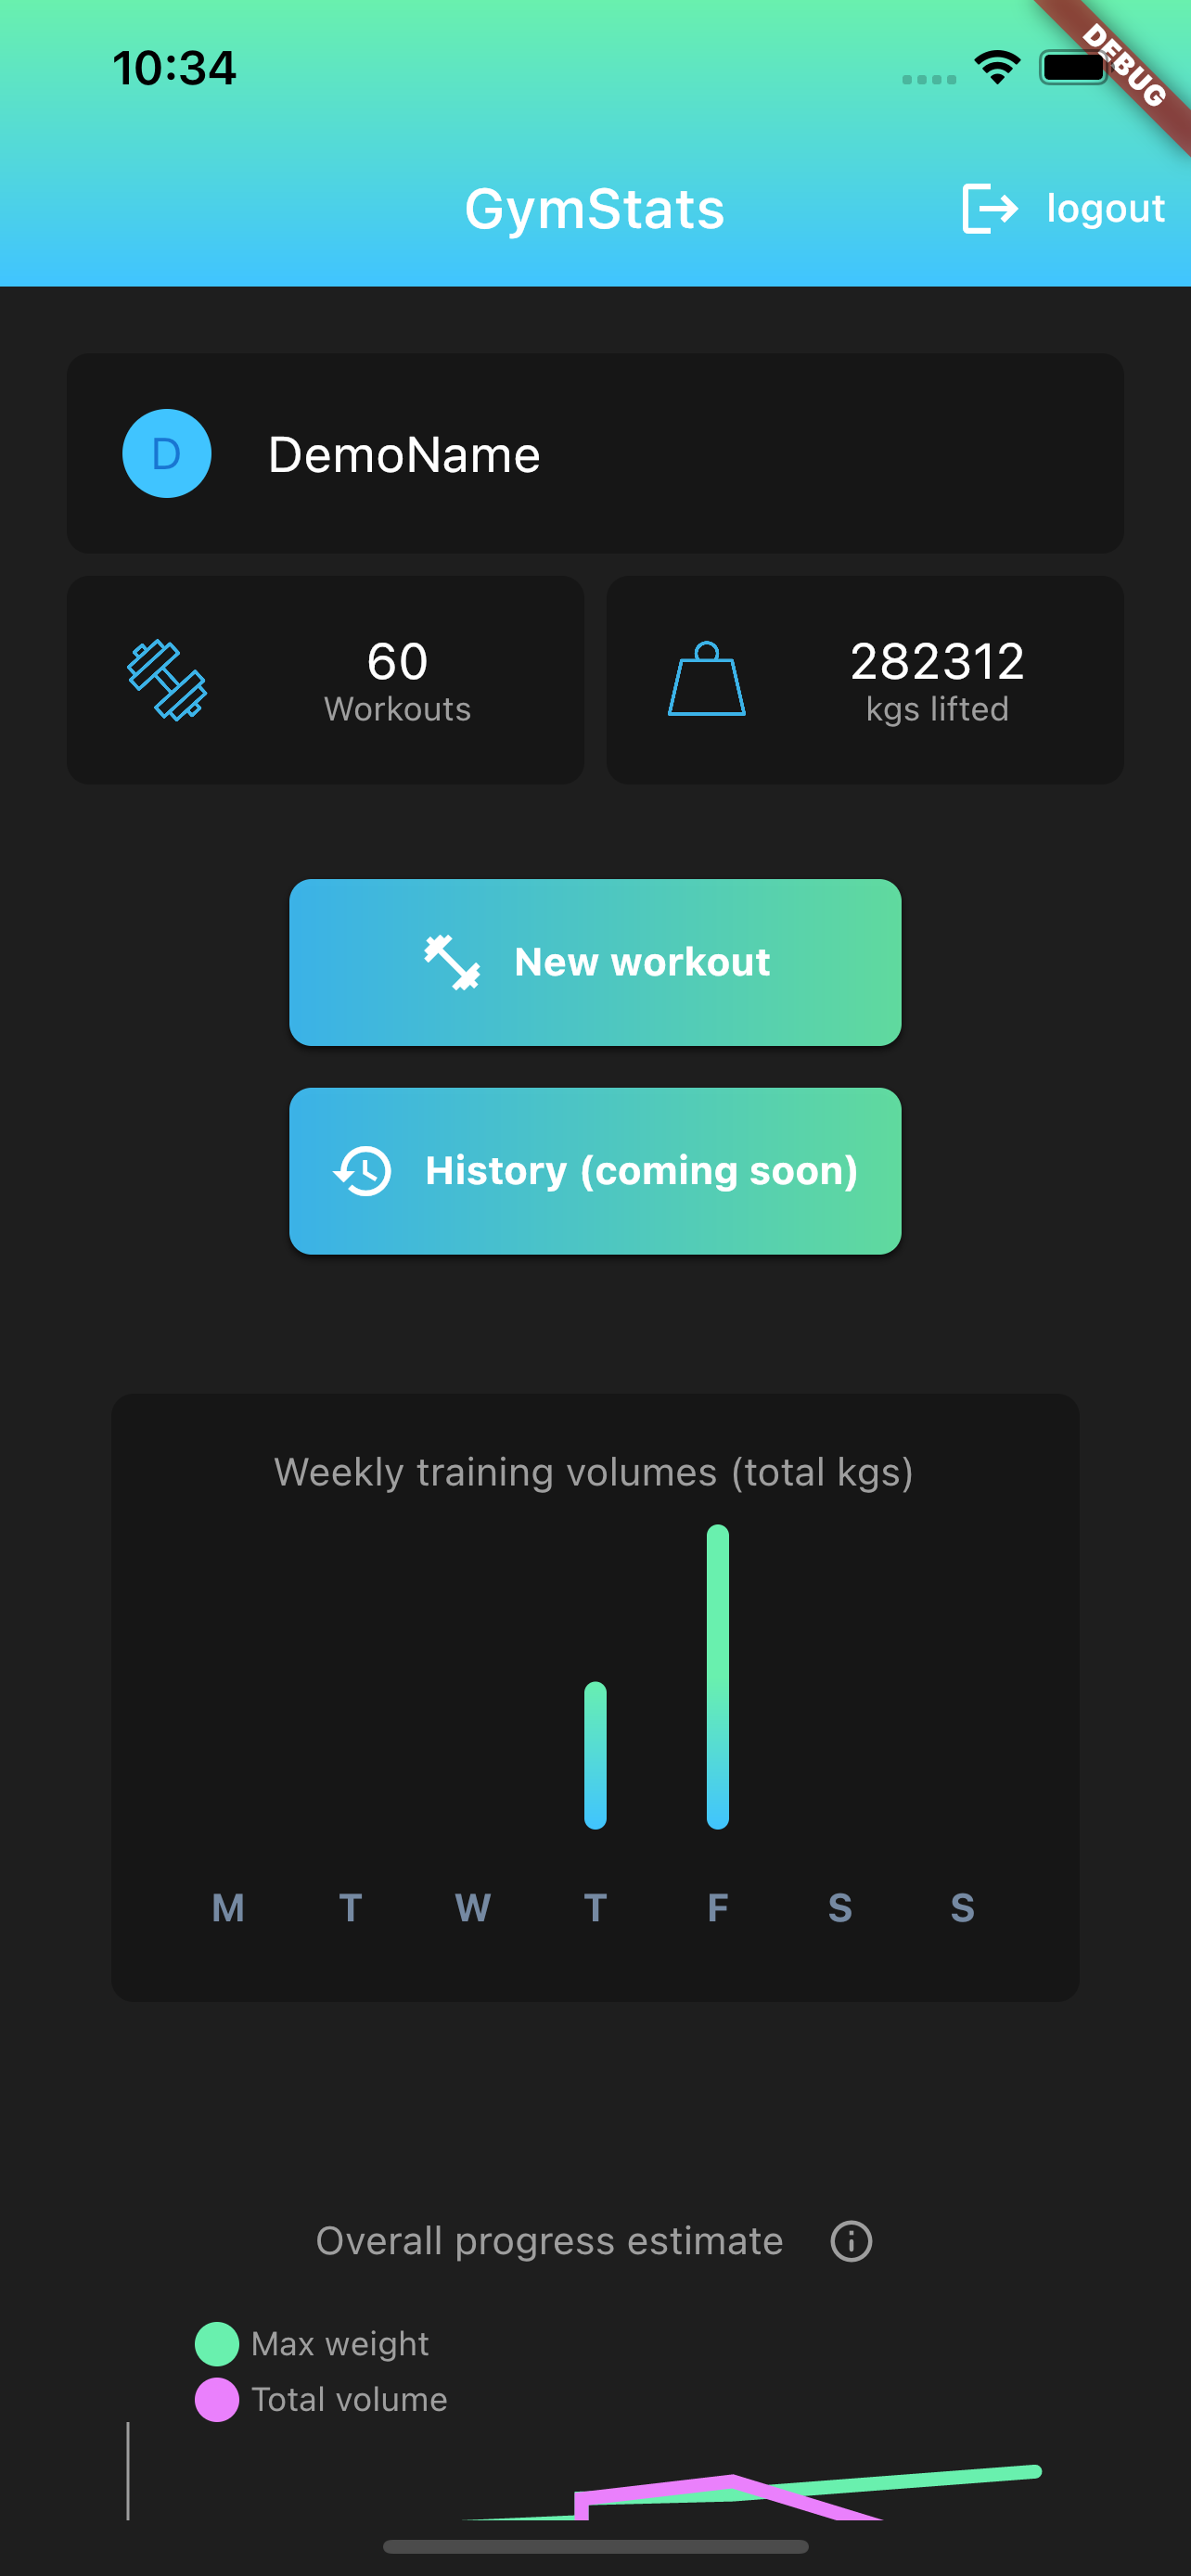 10:34
DEBUG
GymStats
logout
D
DemoName
60
Workouts
282312
kgs lifted
New workout
History (coming soon)
Weekly training volumes (total kgs)
M T W T F S S
Overall progress estimate
Max weight
Total volume